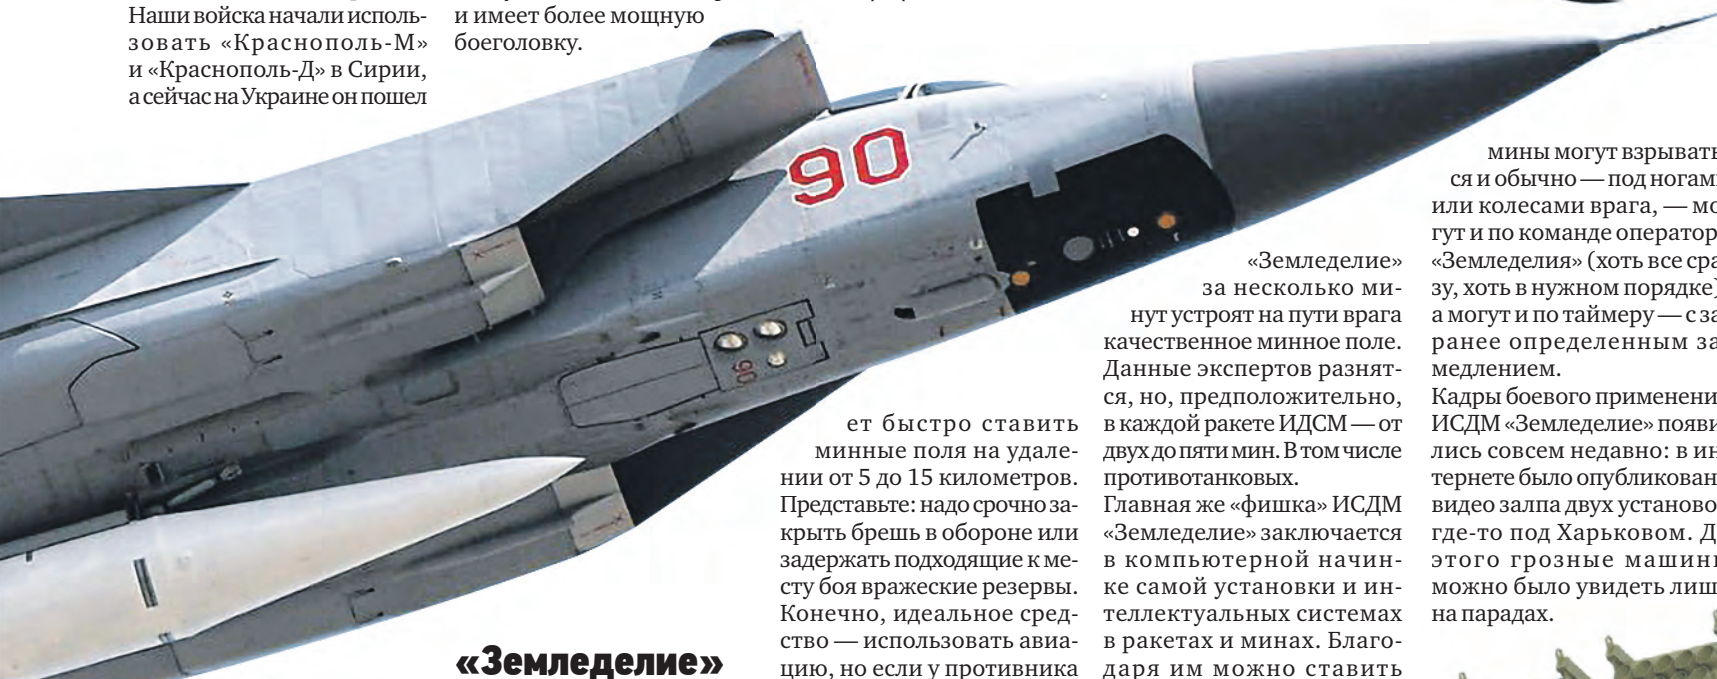 Наши войска начали исполь-
зовать «Краснополь-М»
и «Краснополь-Д» в Сирии,
а сейчас на Украине он пошел
и имеет более мощную
боеголовку.
90
90
«Земледелие»
ет быстро ставить
минные поля на удале-
нии от 5 до 15 километров.
Представьте: надо срочно за-
крыть брешь в обороне или
задержать подходящие к ме-
сту боя вражеские резервы.
Конечно, идеальное сред-
ство — использовать авиа-
цию, но если у противника
«Земледелие»
за несколько ми-
нут устроят на пути врага
качественное минное поле.
Данные экспертов разнят-
ся, но, предположительно,
в каждой ракете ИДСМ — от
двух до пяти мин. В том числе
противотанковых.
Главная же «фишка» ИСДМ
«Земледелие» заключается
в компьютерной начин-
ке самой установки и ин-
теллектуальных системах
в ракетах и минах. Благо-
даря им можно ставить
мины могут взрывать
ся и обычно — под ногам
или колесами врага, — мо
гут и по команде оператор
«Земледелия» (хоть все сра
зу, хоть в нужном порядке)
а могут и по таймеру — с за
ранее определенным за
медлением.
Кадры боевого применени
ИСДМ «Земледелие» появи
лись совсем недавно: в ин
тернете было опубликован
видео залпа двух установо
где-то под Харьковом. Д
этого грозные машин
можно было увидеть лиш
на парадах.